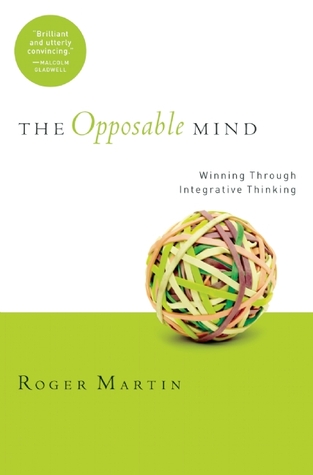 "Brilliant
and utterly
convincing."
—MALCOLM
GLADWELL
THE Opposable MIND
Winning Through
Integrative Thinking
ROGER MARTIN